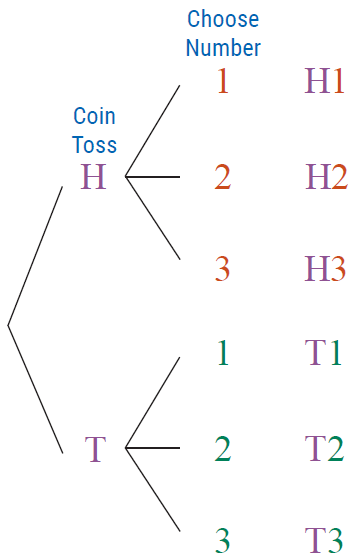 Choose
Number
Coin
Toss
1 H1
H
2 H2
3 H3
1 T1
T
2 T2
3 T3